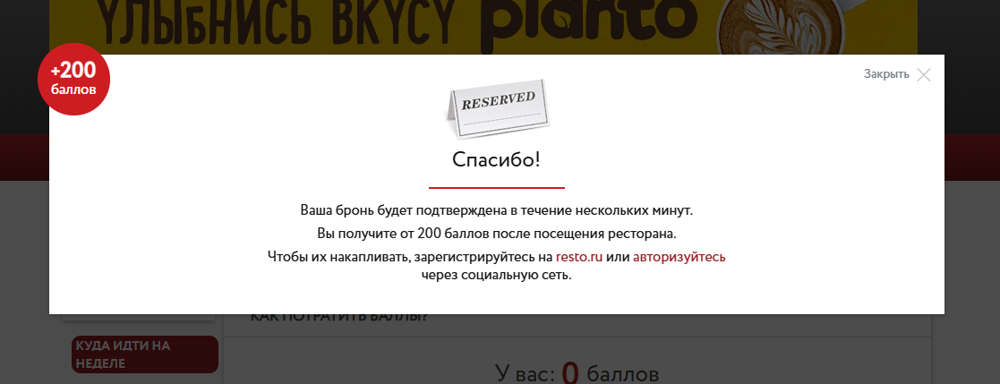 УЛЫБНИСЬ ВКУСУ planto
+200
баллов
Закрыть
RESERVED
Спасибо!
Ваша бронь будет подтверждена в течение нескольких минут.
Вы получите от 200 баллов после посещения ресторана.
Чтобы их накапливать, зарегистрируйтесь на resto.ru или авторизуйтесь
через социальную сеть.
КАК ПОТРАТИТЬ БАЛЛЫ?
КУДА ИДТИ НА
НЕДЕЛЕ
У вас: 0 баллов